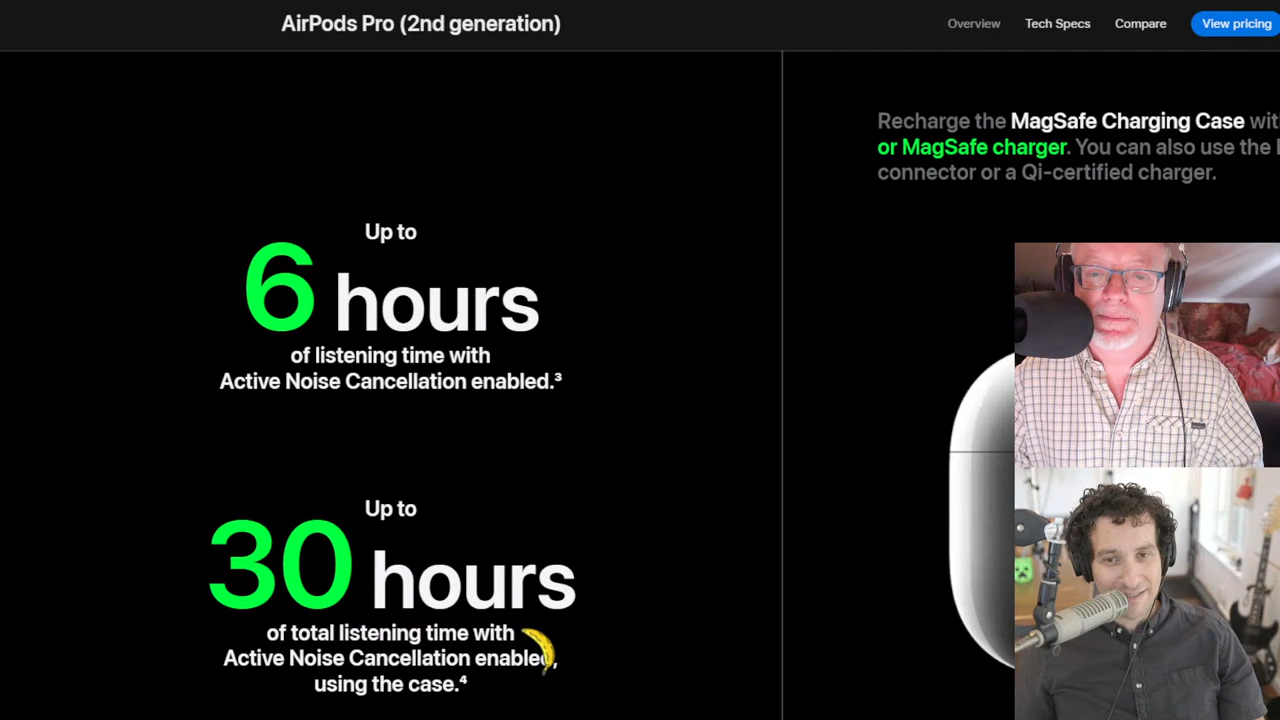 AirPods Pro (2nd generation)
Overview
Tech Specs
Compare
View pricing
Up to
6 hours
of listening time with
Active Noise Cancellation enabled.³
Up to
30 hours
of total listening time with
Active Noise Cancellation enabled,
using the case.⁴
Recharge the MagSafe Charging Case
or MagSafe charger. You can also use the
connector or a Qi-certified charger.